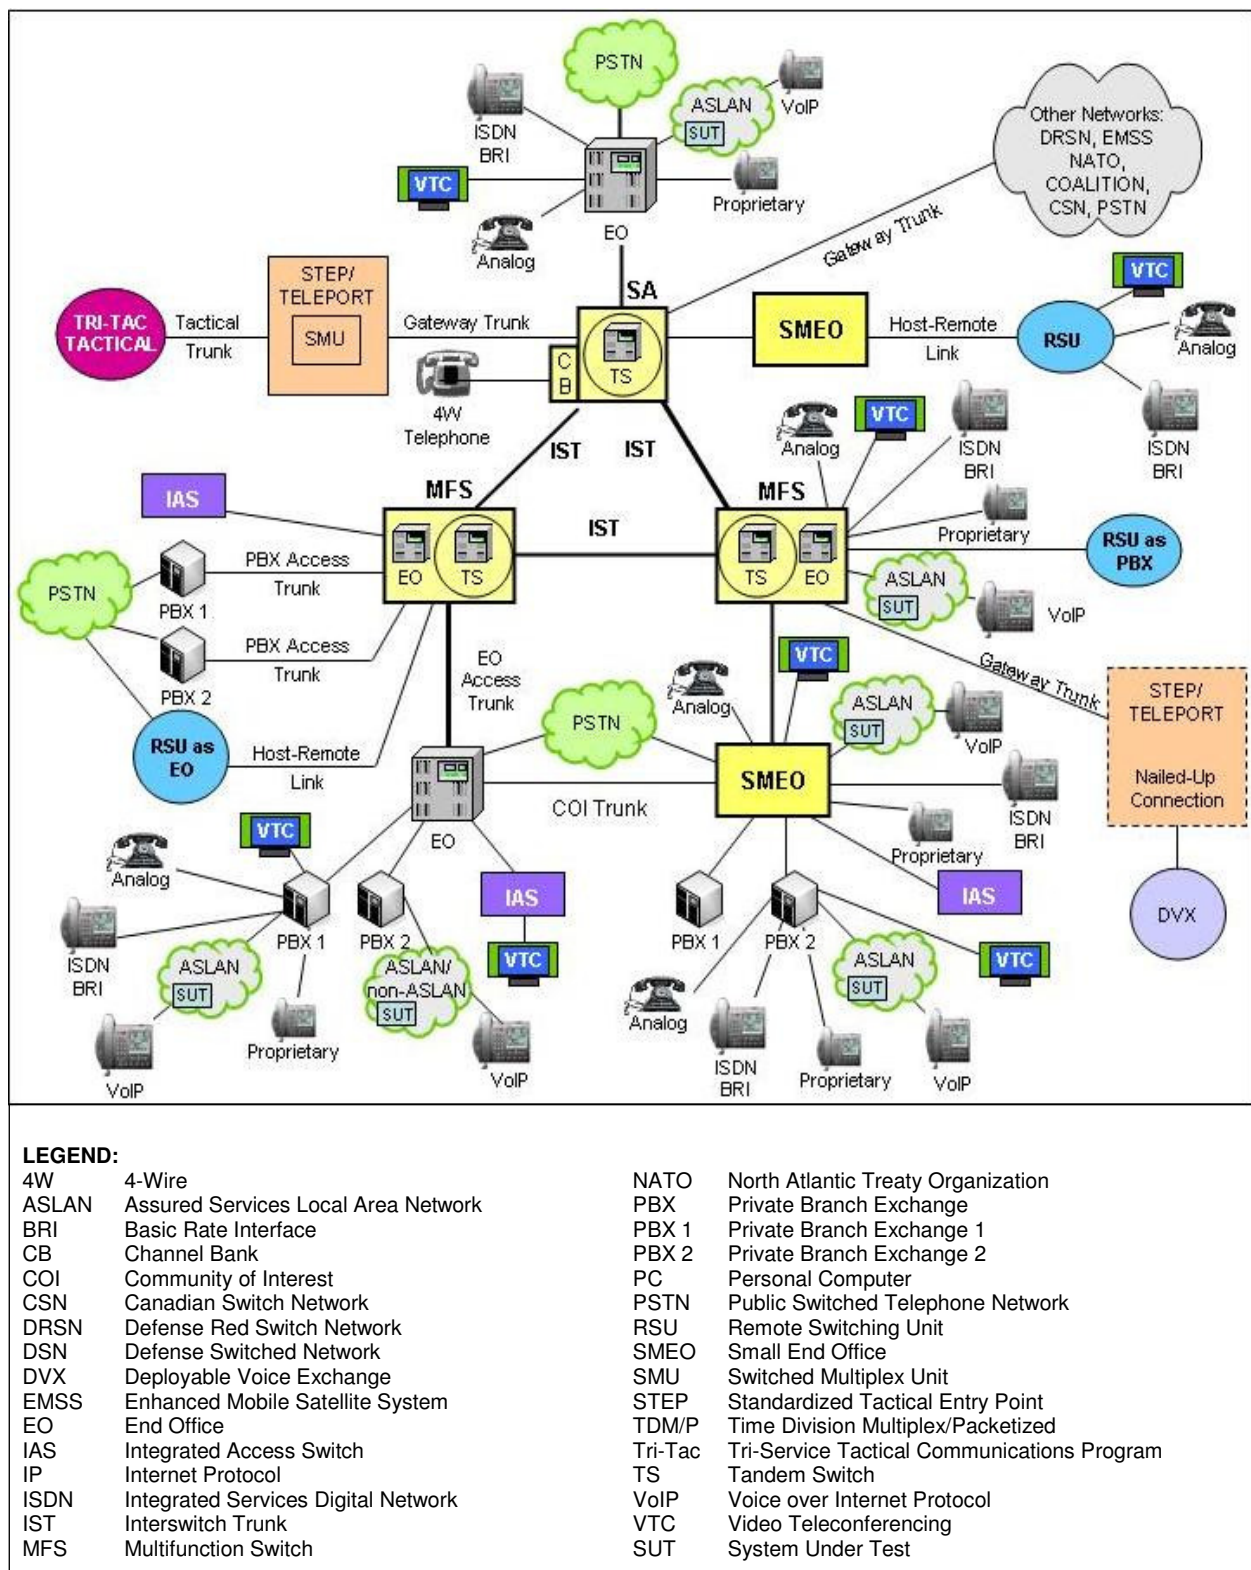 PSTN
ASLAN
SUT
VoIP
ISDN
BRI
VTC
Proprietary
Analog
EO
Other Networks:
DRSN, EMSS
NATO,
COALITION,
CSN, PSTN
Gateway Trunk
SA
TRI-TAC
TACTICAL
Tactical
Trunk
STEP/
TELEPORT
SMU
Gateway Trunk
TS
C
B
4W
Telephone
SMEO
Host-Remote
Link
RSU
VTC
Analog
ISDN
BRI
IST
IST
IST
MFS
EO
TS
MFS
TS
EO
Analog
VTC
ISDN
BRI
Proprietary
RSU as
PBX
ASLAN
SUT
VoIP
IAS
PSTN
PBX 1
PBX Access
Trunk
PBX 2
PBX Access
Trunk
RSU as
EO
Host-Remote
Link
EO
Access
Trunk
Gateway Trunk
STEP/
TELEPORT
Nailed-Up
Connection
DVX
PSTN
Analog
VTC
ASLAN
SUT
VoIP
SMEO
COI Trunk
EO
ISDN
BRI
Proprietary
IAS
VTC
Analog
ISDN
BRI
PBX 1
ASLAN
SUT
VoIP
Proprietary
PBX 2
ASLAN/
non-ASLAN
SUT
VoIP
IAS
VTC
PBX 1
PBX 2
Analog
ISDN
BRI
Proprietary
ASLAN
SUT
VoIP
VTC
LEGEND:
4W 4-Wire
ASLAN Assured Services Local Area Network
BRI Basic Rate Interface
CB Channel Bank
COI Community of Interest
CSN Canadian Switch Network
DRSN Defense Red Switch Network
DSN Defense Switched Network
DVX Deployable Voice Exchange
EMSS Enhanced Mobile Satellite System
EO End Office
IAS Integrated Access Switch
IP Internet Protocol
ISDN Integrated Services Digital Network
IST Interswitch Trunk
MFS Multifunction Switch
NATO North Atlantic Treaty Organization
PBX Private Branch Exchange
PBX 1 Private Branch Exchange 1
PBX 2 Private Branch Exchange 2
PC Personal Computer
PSTN Public Switched Telephone Network
RSU Remote Switching Unit
SMEO Small End Office
SMU Switched Multiplex Unit
STEP Standardized Tactical Entry Point
TDM/P Time Division Multiplex/Packetized
Tri-Tac Tri-Service Tactical Communications Program
TS Tandem Switch
VoIP Voice over Internet Protocol
VTC Video Teleconferencing
SUT System Under Test